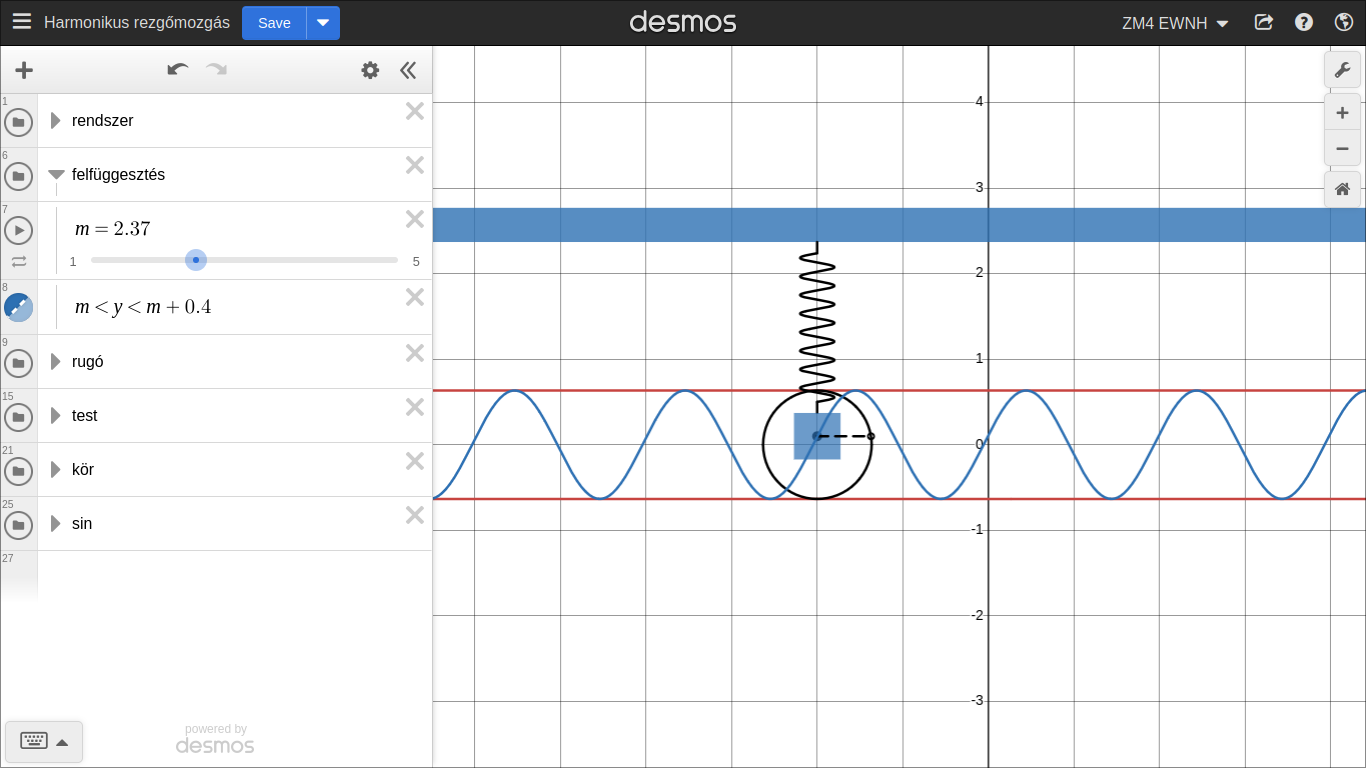 Harmonikus rezgőmozgás
Save
desmos
ZM4 EWNH
1
rendszer
6
felfüggesztés
7
m = 2.37
1
5
8
m < y < m + 0.4
9
rugó
15
test
21
kör
25
sin
27
powered by
desmos
4
3
2
1
0
-1
-2
-3